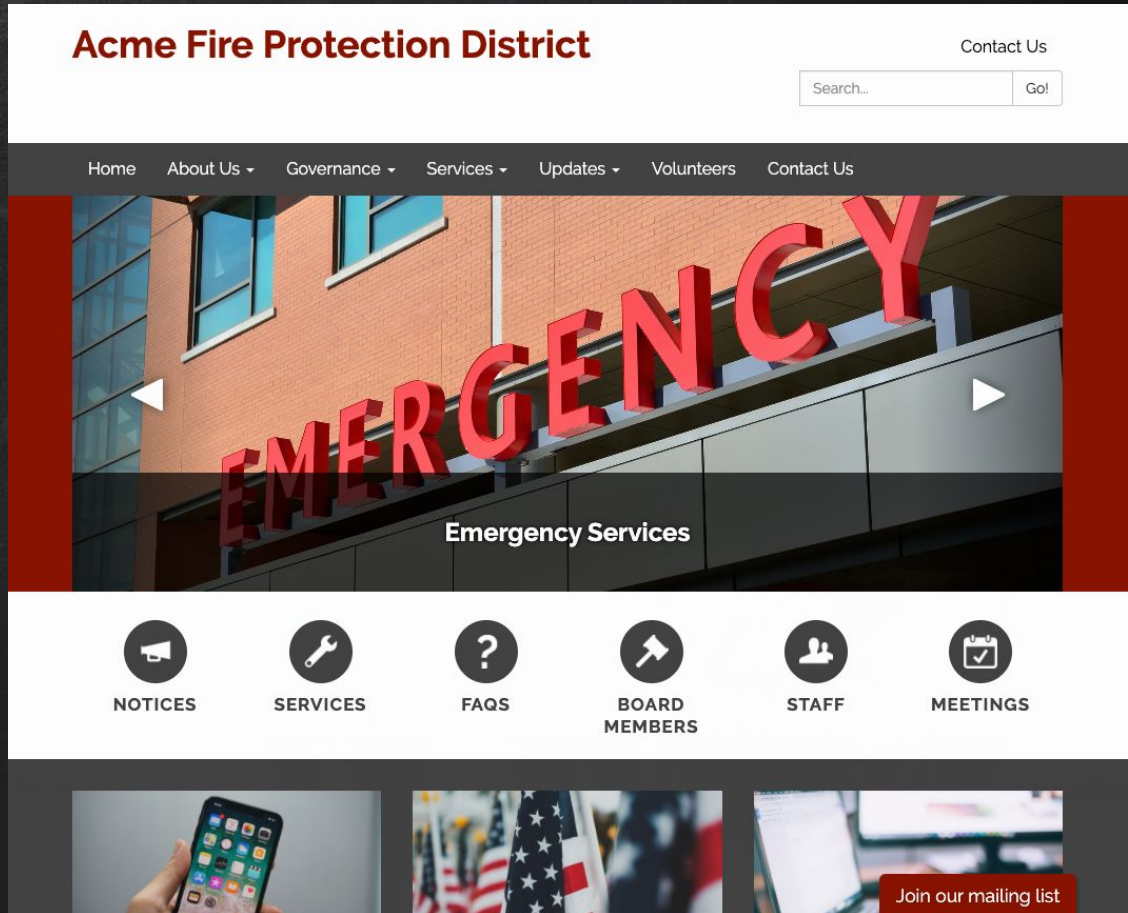 Acme Fire Protection District
Contact Us
Search...
Go!
Home About Us Governance Services Updates Volunteers Contact Us
EMERGENCY
Emergency Services
NOTICES
SERVICES
FAQS
BOARD
MEMBERS
STAFF
MEETINGS
Join our mailing list